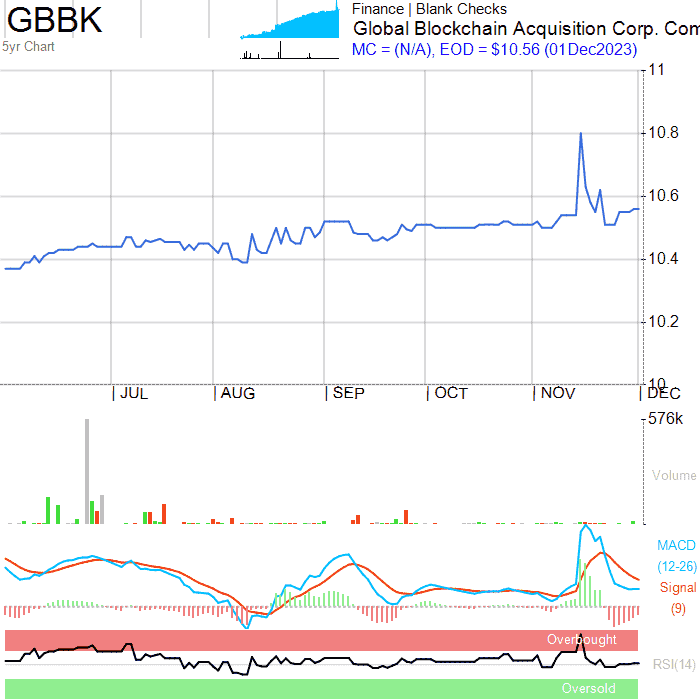 GBBK
5yr Chart
Finance | Blank Checks
Global Blockchain Acquisition Corp. Com
MC = (N/A), EOD = $10.56 (01Dec2023)
11
10.8
10.6
10.4
10.2
10
JUL AUG SEP OCT NOV DEC
576k
Volume
MACD
(12-26)
Signal
(9)
Overbought
RSI(14)
Oversold